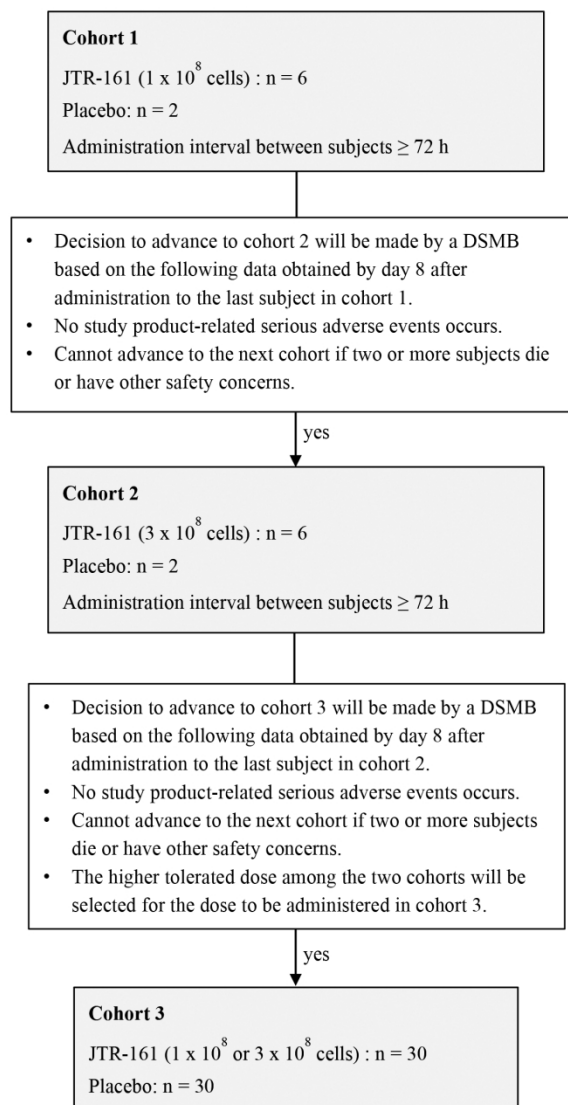 Cohort 1
JTR-161 (1 x 10⁸ cells) : n = 6
Placebo: n = 2
Administration interval between subjects ≥ 72 h
• Decision to advance to cohort 2 will be made by a DSMB
based on the following data obtained by day 8 after
administration to the last subject in cohort 1.
• No study product-related serious adverse events occurs.
• Cannot advance to the next cohort if two or more subjects die
or have other safety concerns.
yes
Cohort 2
JTR-161 (3 x 10⁸ cells) : n = 6
Placebo: n = 2
Administration interval between subjects ≥ 72 h
• Decision to advance to cohort 3 will be made by a DSMB
based on the following data obtained by day 8 after
administration to the last subject in cohort 2.
• No study product-related serious adverse events occurs.
• Cannot advance to the next cohort if two or more subjects
die or have other safety concerns.
• The higher tolerated dose among the two cohorts will be
selected for the dose to be administered in cohort 3.
yes
Cohort 3
JTR-161 (1 x 10⁸ or 3 x 10⁸ cells) : n = 30
Placebo: n = 30